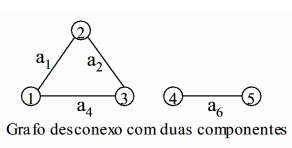 2
a1 a2
1 3 4 5
a4 a6
Grafo desconexo com duas componentes